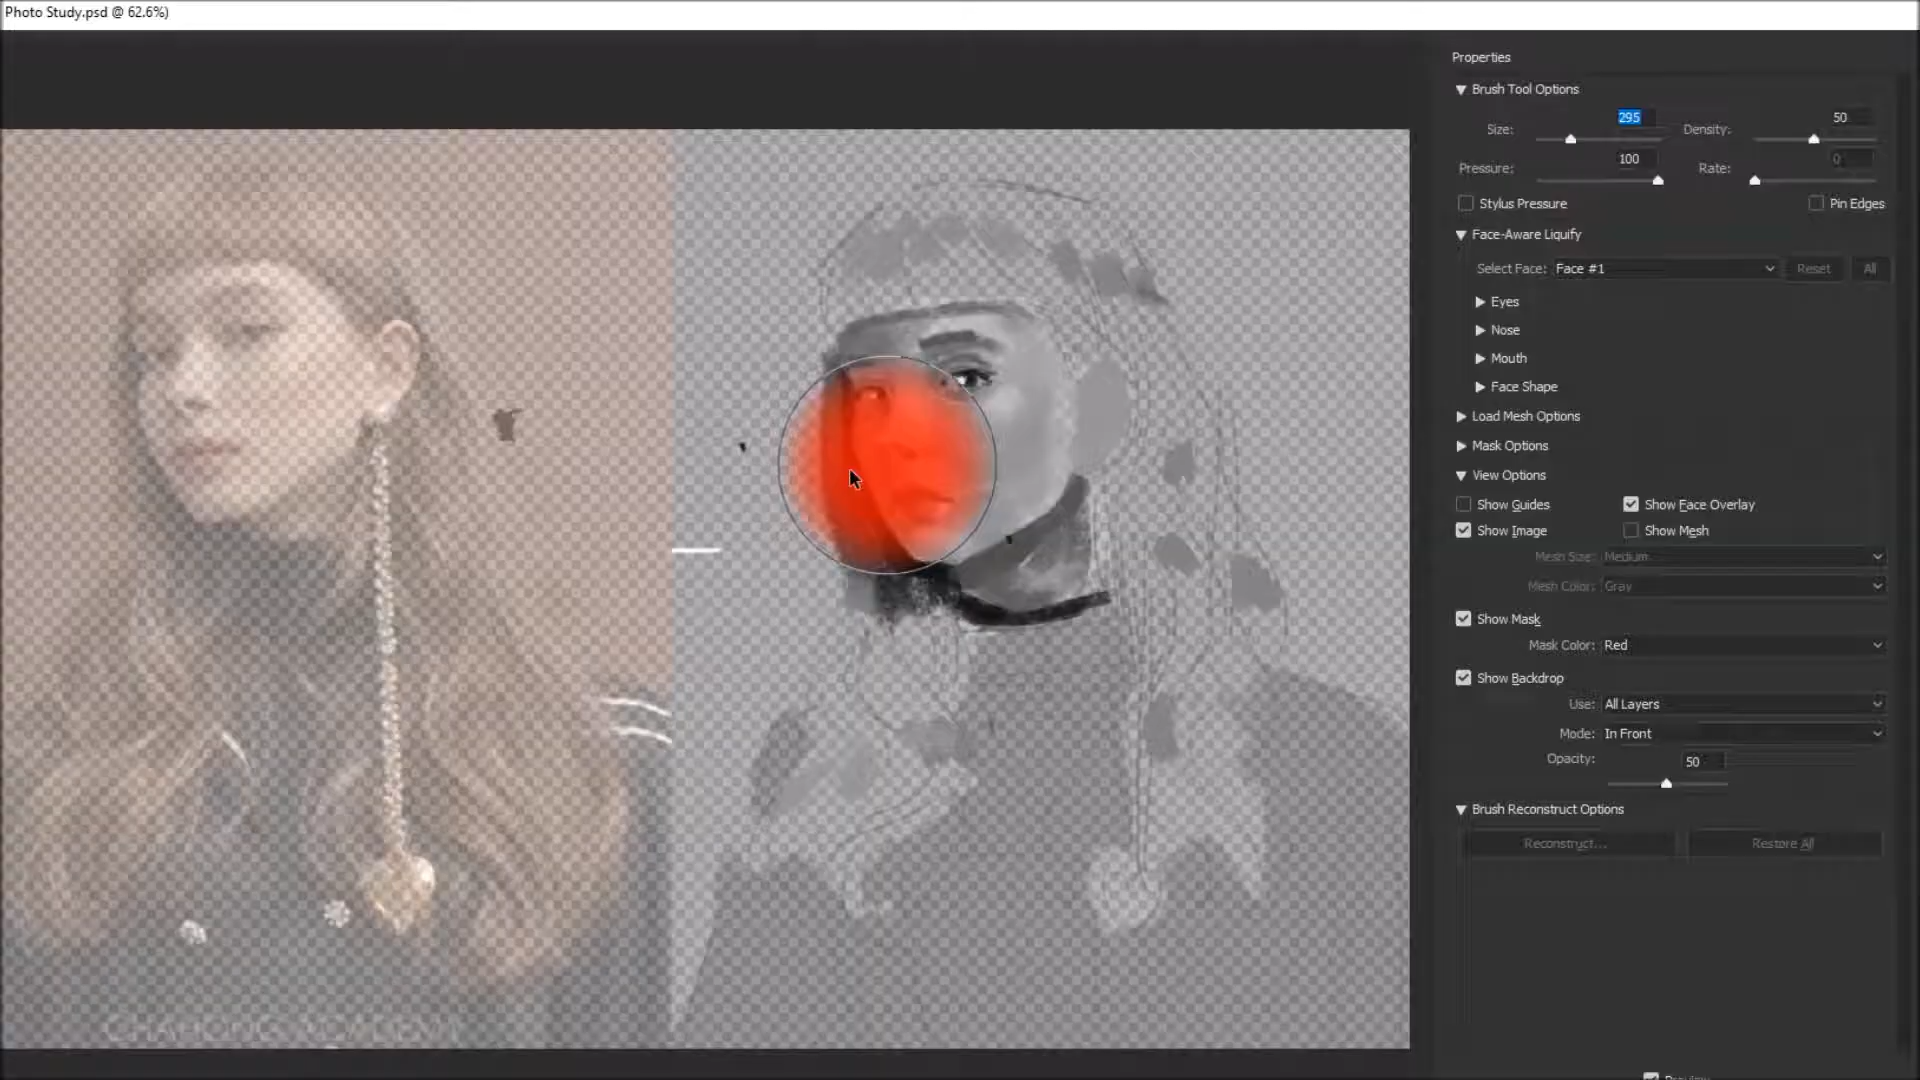 Photo Study.psd @ 62.6%)
Properties
Brush Tool Options
Size: 295 Density: 50
Pressure: 100 Rate: 0
Stylus Pressure Pin Edges
Face-Aware Liquify
Select Face: Face #1 Reset All
Eyes
Nose
Mouth
Face Shape
Load Mesh Options
Mask Options
View Options
Show Guides Show Face Overlay
Show Image Show Mesh
Mesh Size: Medium
Mesh Color: Gray
Show Mask
Mask Color: Red
Show Backdrop
Use: All Layers
Mode: In Front
Opacity: 50
Brush Reconstruct Options
Reconstruct... Restore All
CHAHONG ACADEMY